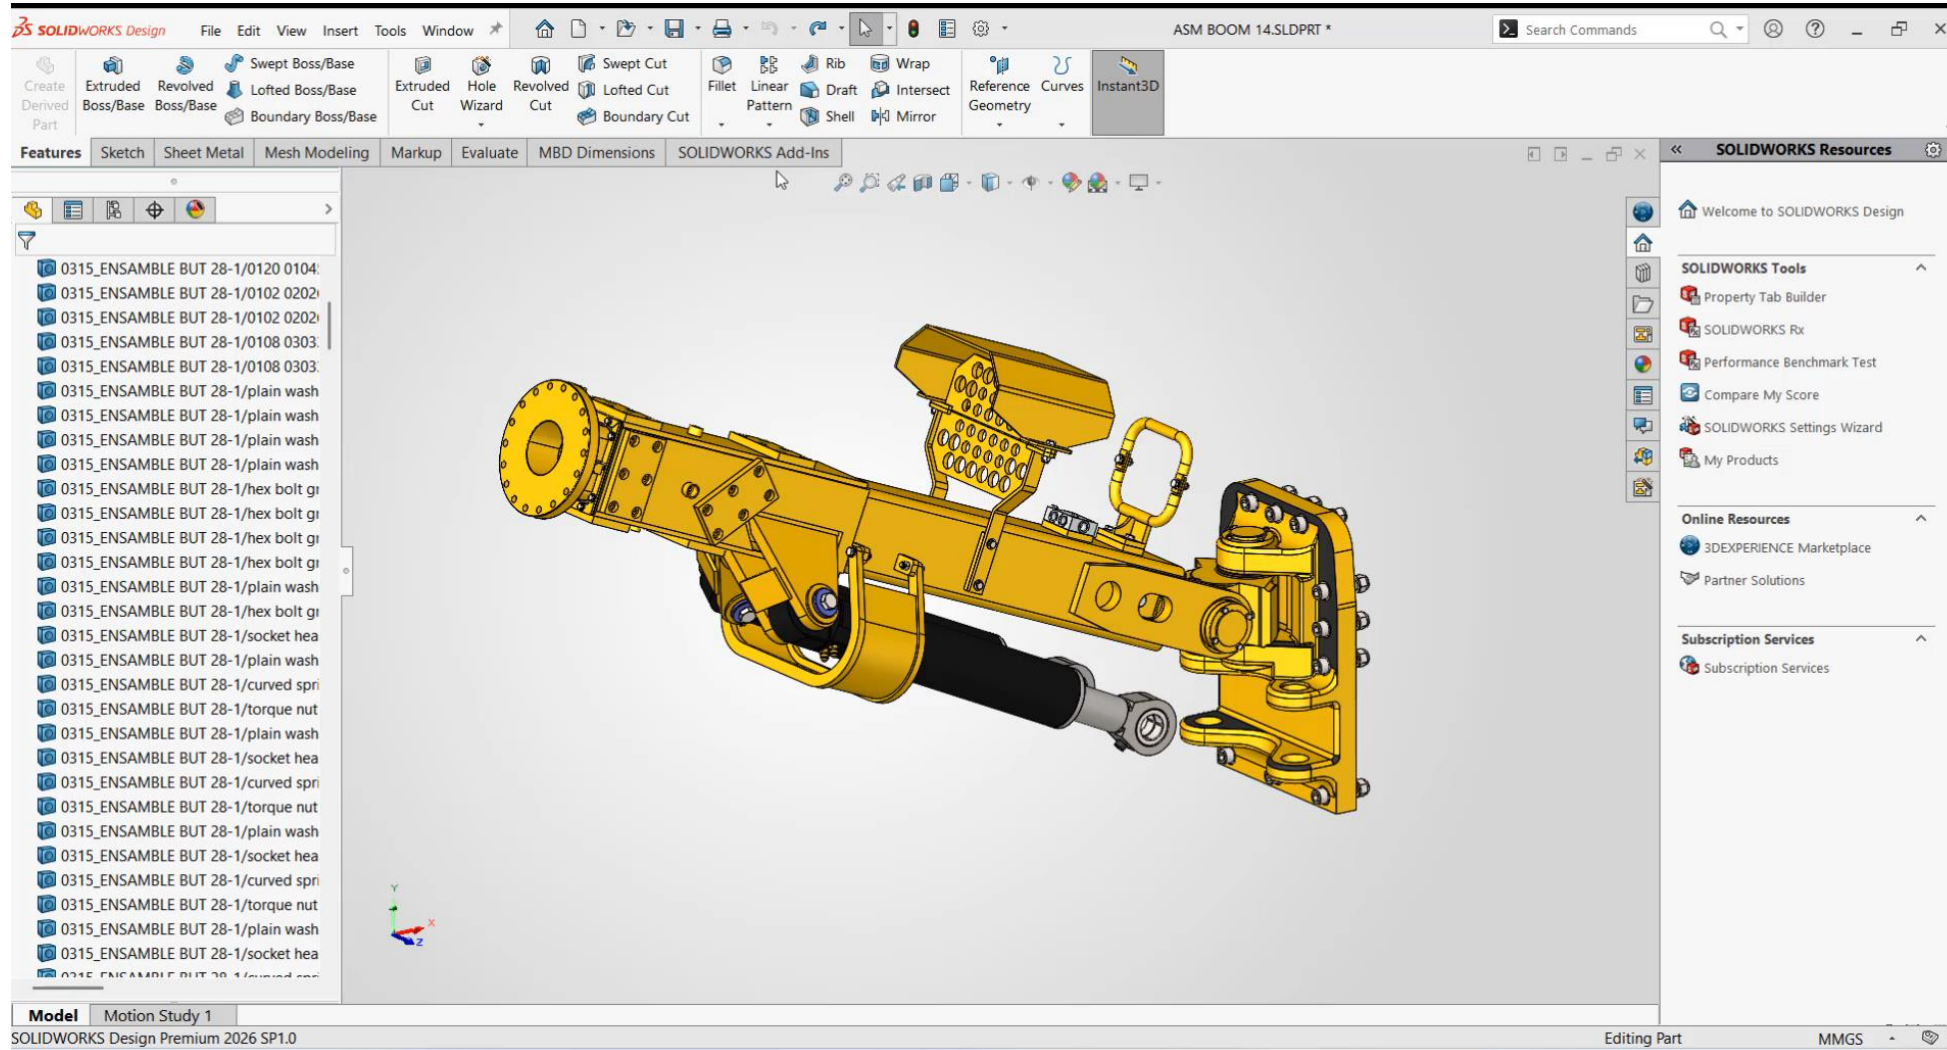 SOLIDWORKS Design File Edit View Insert Tools Window ASM BOOM 14.SLDPRT * Search Commands
Create Derived Part
Extruded Boss/Base
Revolved Boss/Base
Swept Boss/Base
Lofted Boss/Base
Boundary Boss/Base
Extruded Cut
Hole Wizard
Revolved Cut
Swept Cut
Lofted Cut
Boundary Cut
Fillet
Linear Pattern
Rib
Draft
Shell
Wrap
Intersect
Mirror
Reference Geometry
Curves
Instant3D
Features Sketch Sheet Metal Mesh Modeling Markup Evaluate MBD Dimensions SOLIDWORKS Add-Ins
0315_ENSAMBLE BUT 28-1/0120 0104
0315_ENSAMBLE BUT 28-1/0102 0202
0315_ENSAMBLE BUT 28-1/0102 0202
0315_ENSAMBLE BUT 28-1/0108 0303
0315_ENSAMBLE BUT 28-1/0108 0303
0315_ENSAMBLE BUT 28-1/plain wash
0315_ENSAMBLE BUT 28-1/plain wash
0315_ENSAMBLE BUT 28-1/plain wash
0315_ENSAMBLE BUT 28-1/plain wash
0315_ENSAMBLE BUT 28-1/hex bolt gr
0315_ENSAMBLE BUT 28-1/hex bolt gr
0315_ENSAMBLE BUT 28-1/hex bolt gr
0315_ENSAMBLE BUT 28-1/hex bolt gr
0315_ENSAMBLE BUT 28-1/plain wash
0315_ENSAMBLE BUT 28-1/hex bolt gr
0315_ENSAMBLE BUT 28-1/socket hea
0315_ENSAMBLE BUT 28-1/plain wash
0315_ENSAMBLE BUT 28-1/curved spri
0315_ENSAMBLE BUT 28-1/torque nut
0315_ENSAMBLE BUT 28-1/plain wash
0315_ENSAMBLE BUT 28-1/socket hea
0315_ENSAMBLE BUT 28-1/curved spri
0315_ENSAMBLE BUT 28-1/torque nut
0315_ENSAMBLE BUT 28-1/plain wash
0315_ENSAMBLE BUT 28-1/socket hea
0315_ENSAMBLE BUT 28-1/curved spri
0315_ENSAMBLE BUT 28-1/torque nut
0315_ENSAMBLE BUT 28-1/plain wash
0315_ENSAMBLE BUT 28-1/socket hea
Y
X
Z
SOLIDWORKS Resources
Welcome to SOLIDWORKS Design
SOLIDWORKS Tools
Property Tab Builder
SOLIDWORKS Rx
Performance Benchmark Test
Compare My Score
SOLIDWORKS Settings Wizard
My Products
Online Resources
3DEXPERIENCE Marketplace
Partner Solutions
Subscription Services
Subscription Services
Model Motion Study 1
SOLIDWORKS Design Premium 2026 SP1.0 Editing Part MMGS